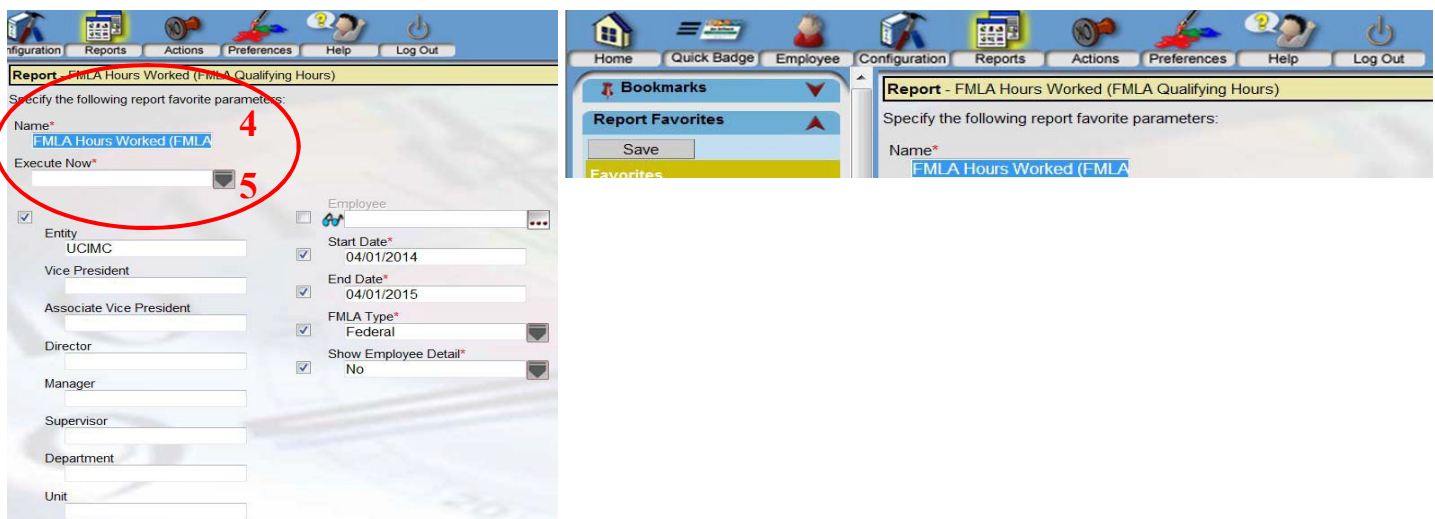 nfiguration Reports Actions Preferences Help Log Out
Report - FMLA Hours Worked (FMLA Qualifying Hours)
Specify the following report favorite parameters:
Name*
4
FMLA Hours Worked (FMLA
Execute Now*
5
Entity
UCIMC
Vice President
Associate Vice President
Director
Manager
Supervisor
Department
Unit
Employee
Start Date*
04/01/2014
End Date*
04/01/2015
FMLA Type*
Federal
Show Employee Detail*
No
Home Quick Badge Employee Configuration Reports Actions Preferences Help Log Out
Bookmarks
Report Favorites
Save
Favorites
Report - FMLA Hours Worked (FMLA Qualifying Hours)
Specify the following report favorite parameters:
Name*
FMLA Hours Worked (FMLA